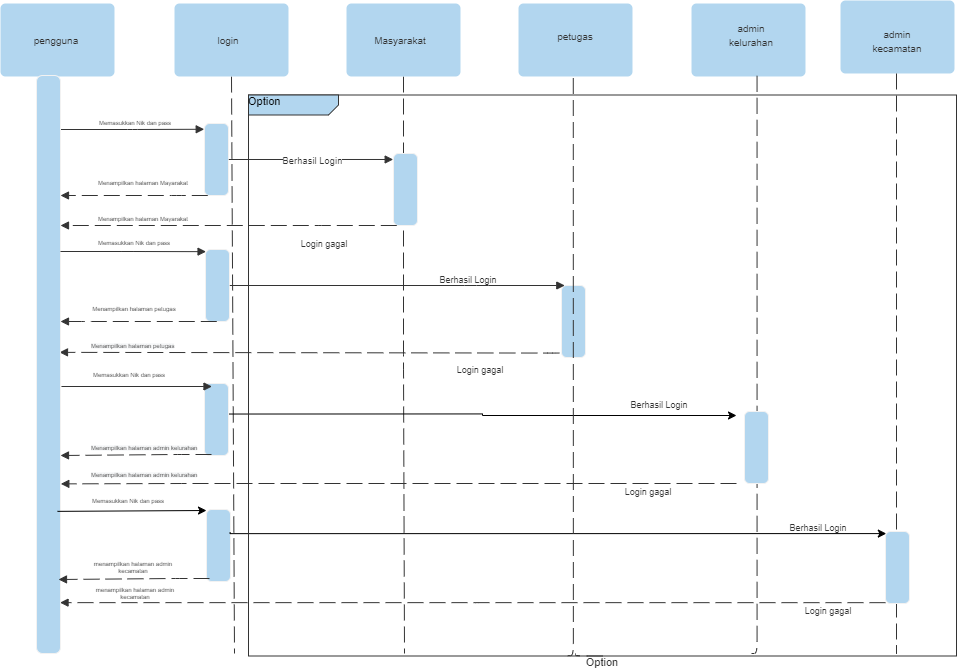 pengguna
login
Masyarakat
petugas
admin
kelurahan
admin
kecamatan
Option
Memasukkan Nik dan pass
Berhasil Login
Menampilkan halaman Mayarakat
Menampilkan halaman Mayarakat
Memasukkan Nik dan pass
Login gagal
Berhasil Login
Menampilkan halaman petugas
Menampilkan halaman petugas
Login gagal
Memasukkan Nik dan pass
Berhasil Login
Menampilkan halaman admin kelurahan
Menampilkan halaman admin kelurahan
Login gagal
Memasukkan Nik dan pass
Berhasil Login
menampilkan halaman admin
kecamatan
menampilkan halaman admin
kecamatan
Login gagal
Option